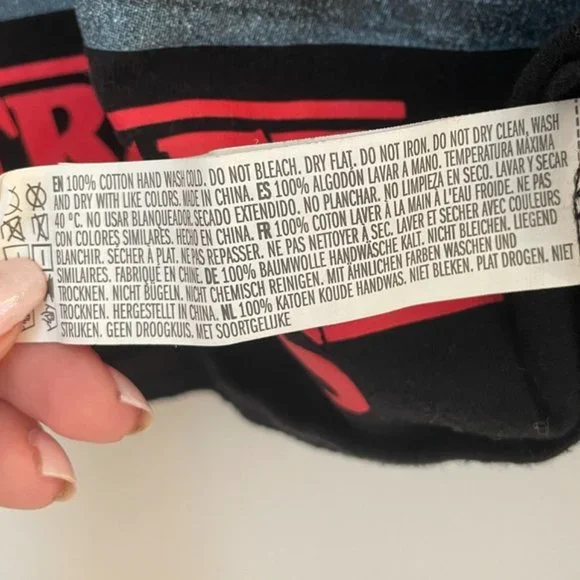 EN 100% COTTON HAND WASH COLD. DO NOT BLEACH. DRY FLAT. DO NOT IRON. DO NOT DRY CLEAN, WASH
AND DRY WITH LIKE COLORS. MADE IN CHINA. ES 100% ALGODÓN LAVAR A MANO. TEMPERATURA MÁXIMA
40 °C. NO USAR BLANQUEADOR. SECADO EXTENDIDO. NO PLANCHAR. NO LIMPIEZA EN SECO. LAVAR Y SECAR
CON COLORES SIMILARES. HECHO EN CHINA. FR 100% COTON LAVER À LA MAIN À L'EAU FROIDE. NE PAS
BLANCHIR. SÉCHER À PLAT. NE PAS REPASSER. NE PAS NETTOYER À SEC. LAVER ET SÉCHER AVEC COULEURS
SIMILAIRES. FABRIQUÉ EN CHINE. DE 100% BAUMWOLLE HANDWÄSCHE KALT. NICHT BLEICHEN. LIEGEND
TROCKNEN. NICHT BÜGELN. NICHT CHEMISCH REINIGEN. MIT ÄHNLICHEN FARBEN WASCHEN UND
TROCKNEN. HERGESTELLT IN CHINA. NL 100% KATOEN KOUDE HANDWAS. NIET BLEKEN. PLAT DROGEN. NIET
STRIJKEN. GEEN DROOGKUIS. MET SOORTGELIJKE